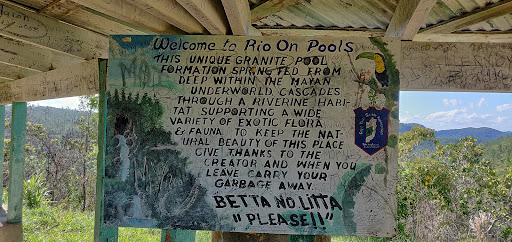 Welcome to Rio On Pools
THIS UNIQUE GRANITE POOL
FORMATION SPRING FED FROM
DEEP WITHIN THE MAYAN
UNDERWORLD CASCADES
THROUGH A RIVERINE HABI-
TAT SUPPORTING A WIDE
VARIETY OF EXOTIC FLORA
& FAUNA TO KEEP THE NAT-
URAL BEAUTY OF THIS PLACE
GIVE THANKS TO THE
CREATOR AND WHEN YOU
LEAVE CARRY YOUR
GARBAGE AWAY.
BETTA NO LITTA
"PLEASE!!"